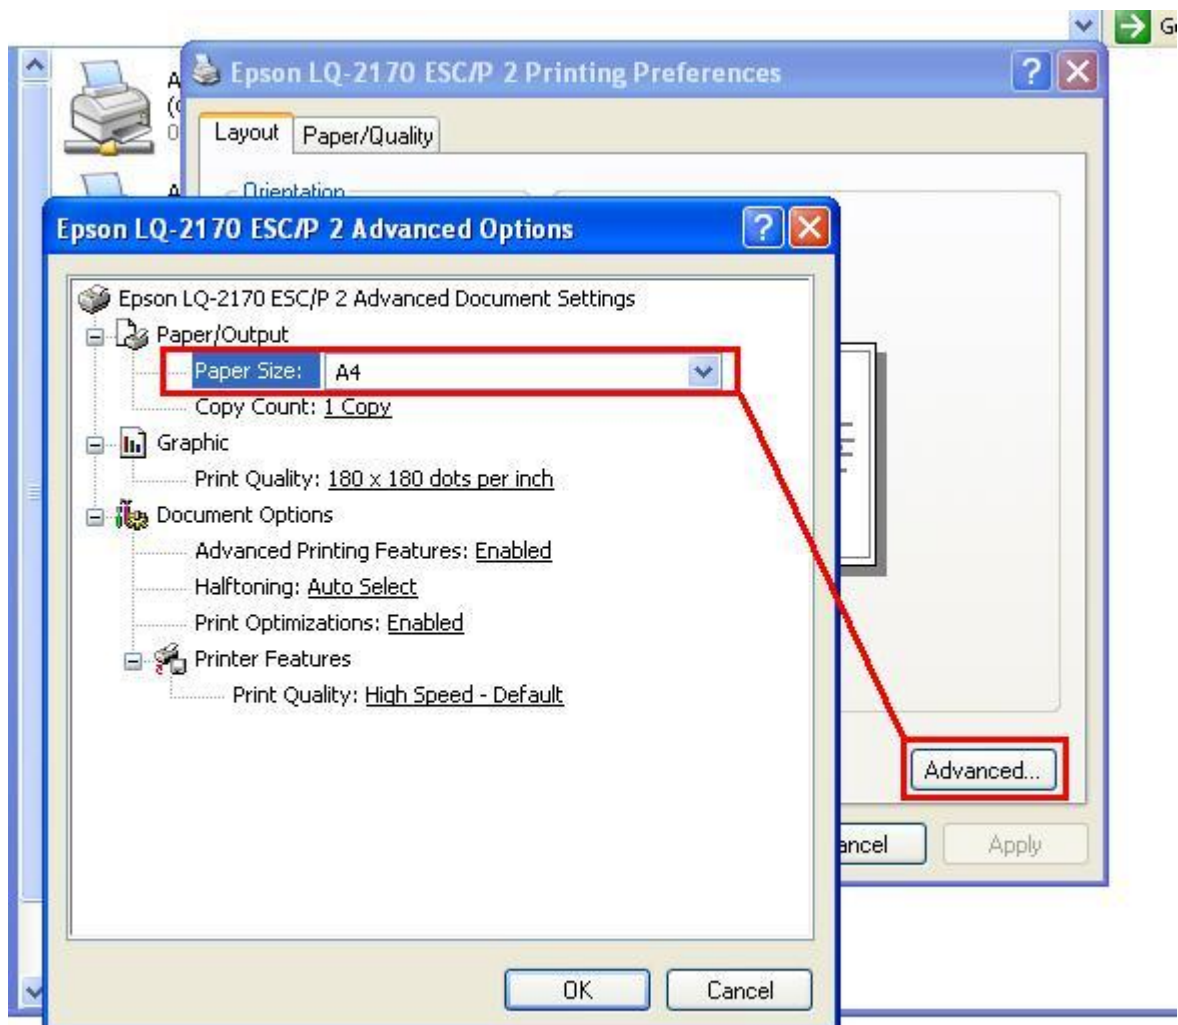 Epson LQ-2170 ESC/P 2 Printing Preferences
Layout Paper/Quality
Orientation
Epson LQ-2170 ESC/P 2 Advanced Options
Epson LQ-2170 ESC/P 2 Advanced Document Settings
Paper/Output
Paper Size: A4
Copy Count: 1 Copy
Graphic
Print Quality: 180 x 180 dots per inch
Document Options
Advanced Printing Features: Enabled
Halftoning: Auto Select
Print Optimizations: Enabled
Printer Features
Print Quality: High Speed - Default
Advanced...
Apply
OK Cancel